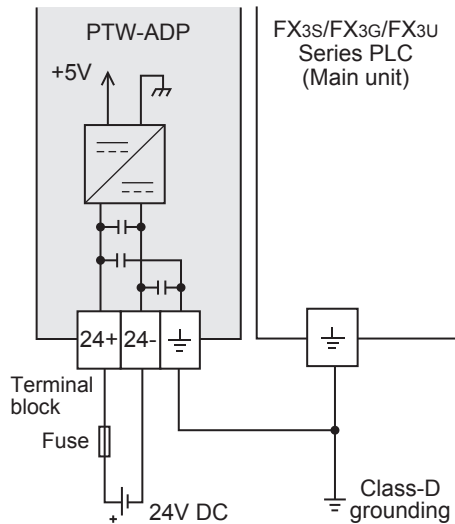 PTW-ADP
FX3S/FX3G/FX3U
Series PLC
(Main unit)
+5V
24+ 24-
Terminal
block
Fuse
+
24V DC
Class-D
grounding